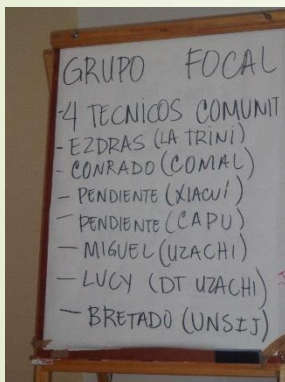 GRUPO FOCAL
-4 TECNICOS COMUNIT
- EZDRAS (LA TRINI)
- CONRADO (COMAL)
- PENDIENTE (XIACUÍ)
- PENDIENTE (CAPU)
- MIGUEL (UZACHI)
- LUCY (DT UZACHI)
- BRETADO (UNSIJ)